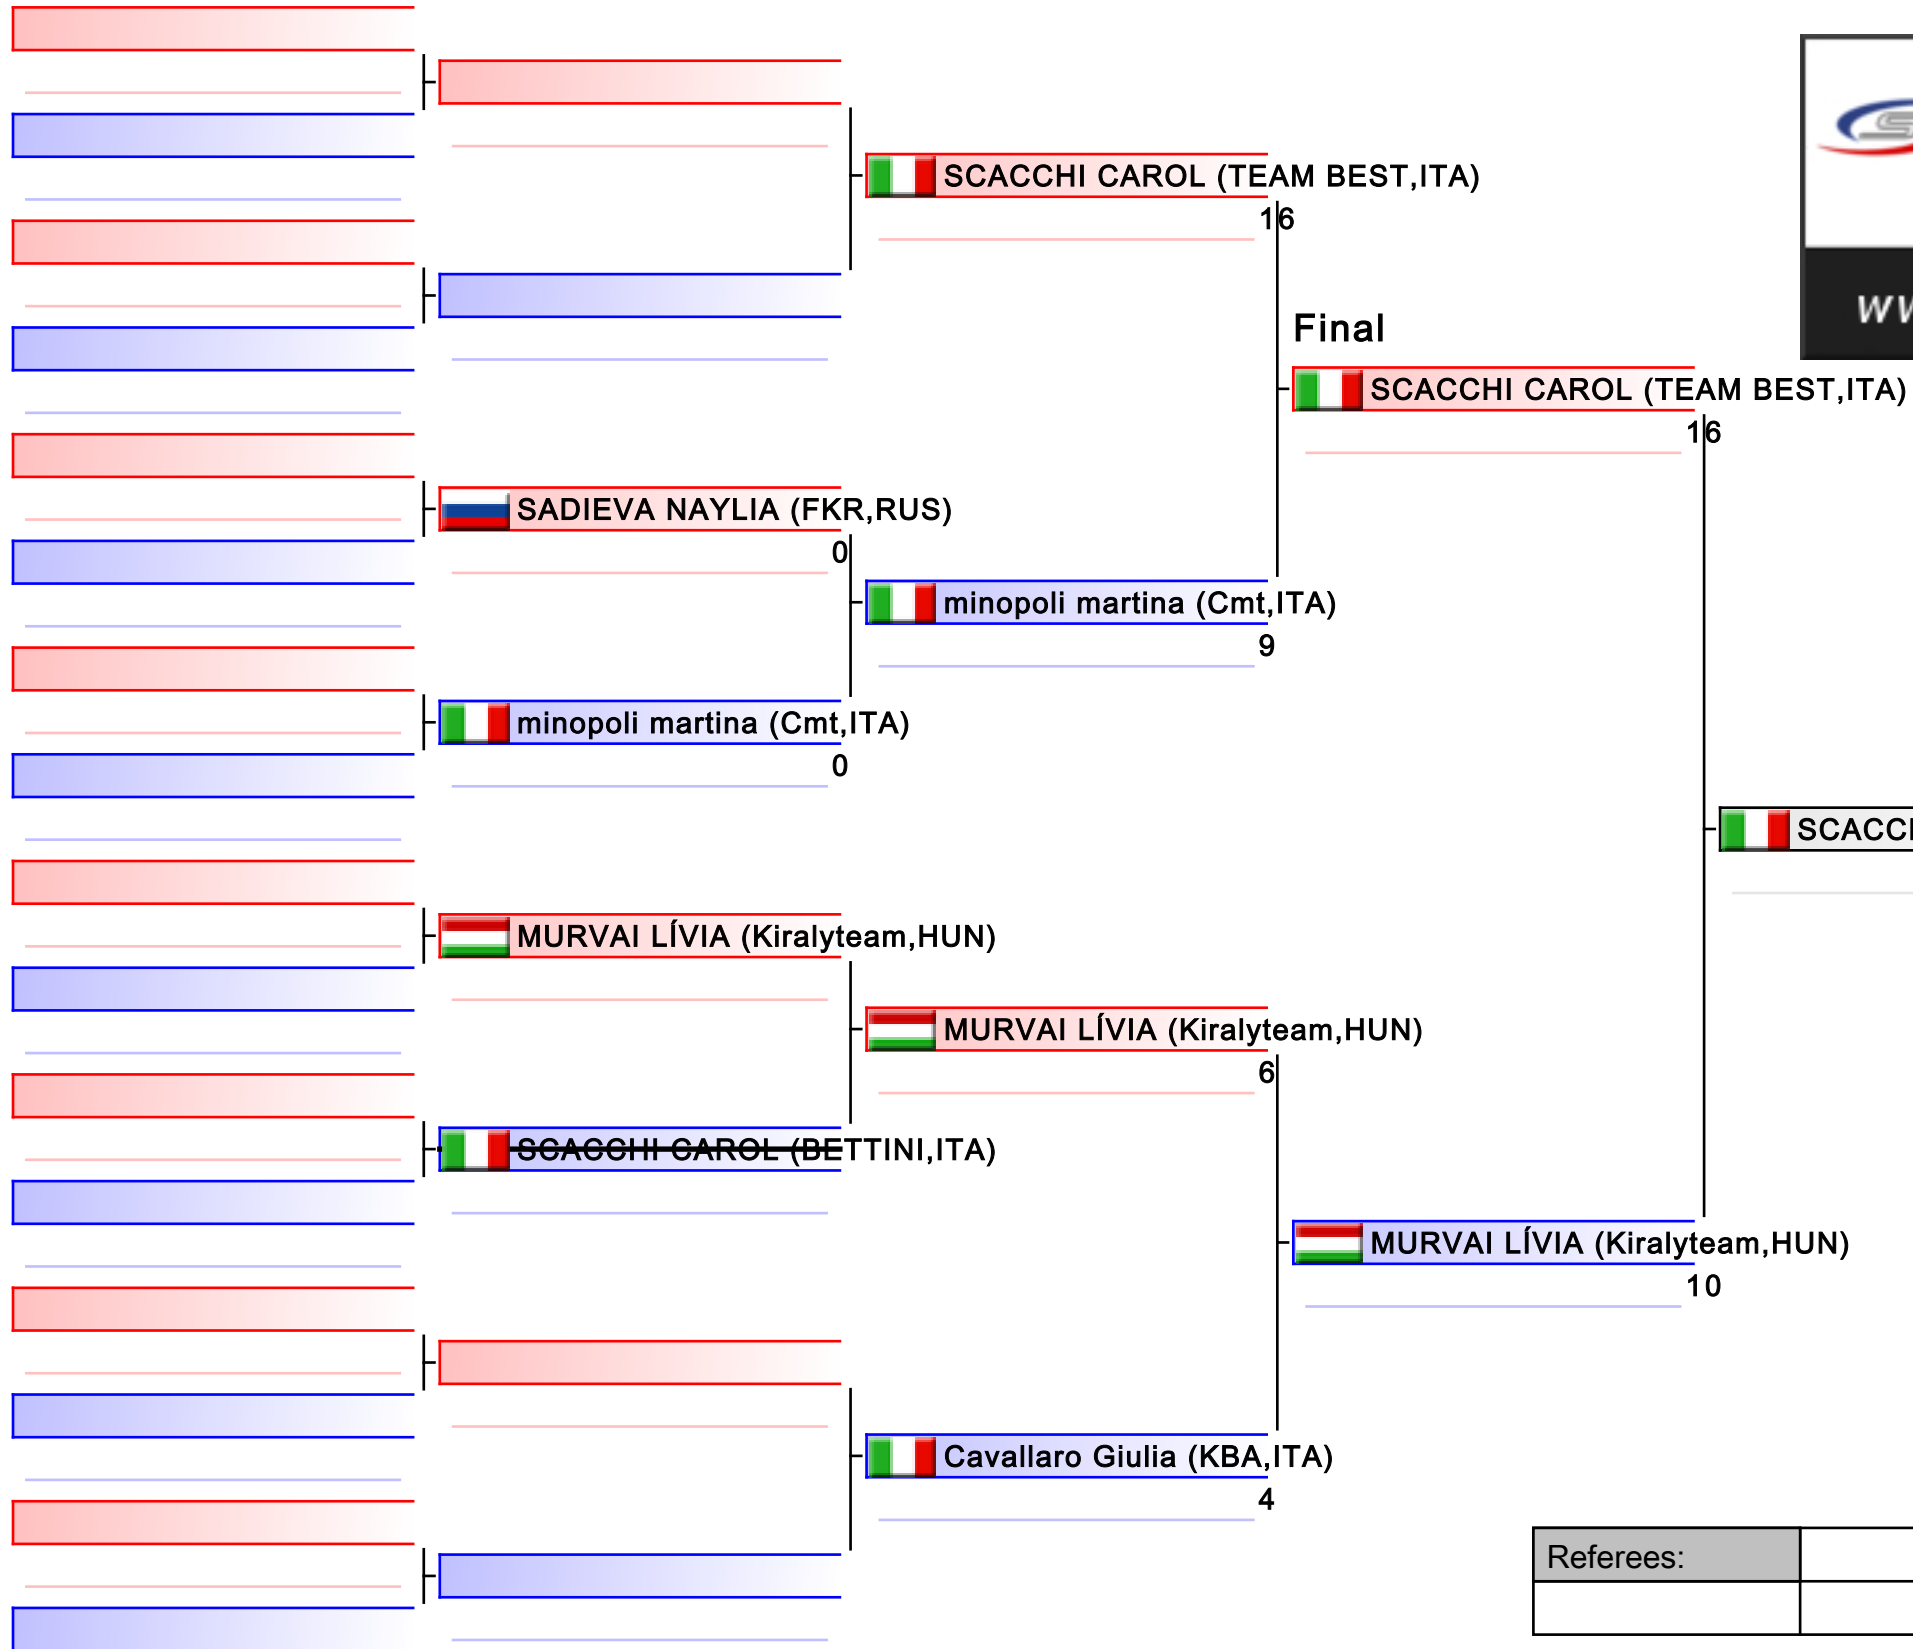 SCACCHI CAROL (TEAM BEST,ITA)
16
Final
SCACCHI CAROL (TEAM BEST,ITA)
16
SADIEVA NAYLIA (FKR,RUS)
0
minopoli martina (Cmt,ITA)
9
minopoli martina (Cmt,ITA)
0
MURVAI LÍVIA (Kiralyteam,HUN)
MURVAI LÍVIA (Kiralyteam,HUN)
6
SCACCHI CAROL (BETTINI,ITA)
MURVAI LÍVIA (Kiralyteam,HUN)
10
Cavallaro Giulia (KBA,ITA)
4
Referees: